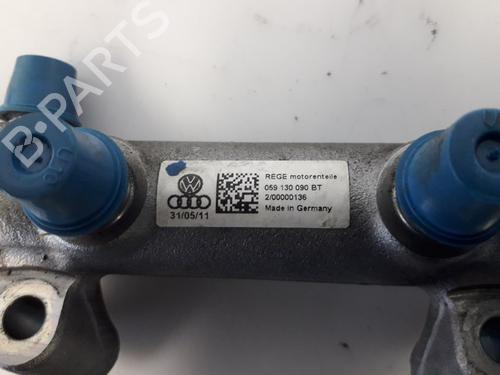 B-PARTS
REGE motorenteile
059 130 090 BT
2/00000136
Made in Germany
31/05/11